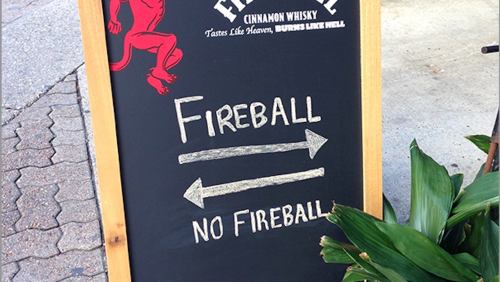 CINNAMON WHISKY
Tastes Like Heaven, BURNS LIKE HELL
FIREBALL
NO FIREBALL